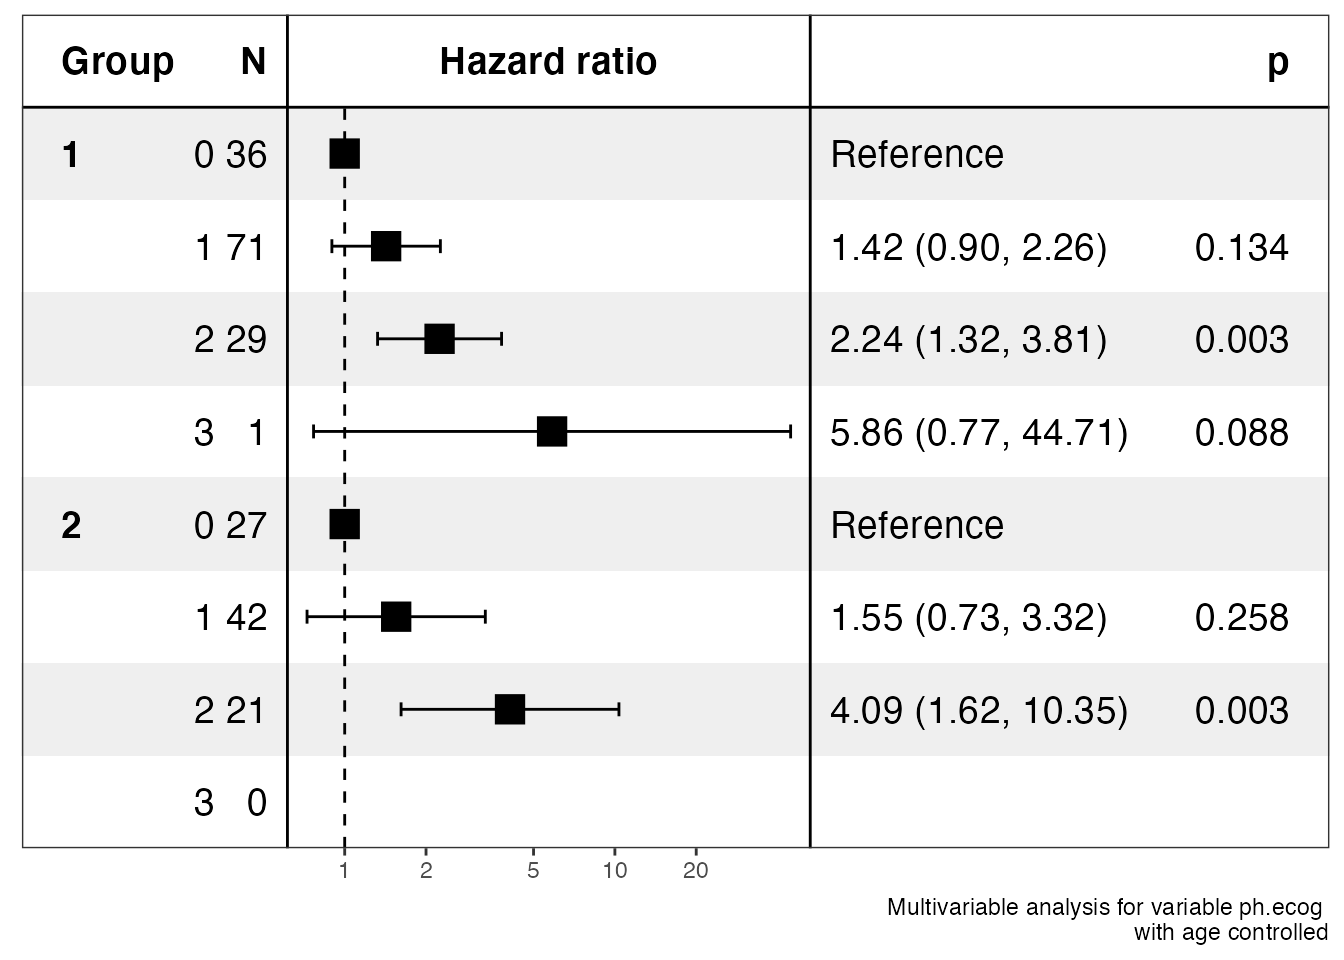 Group N Hazard ratio p
1 0 36 Reference
1 71 1.42 (0.90, 2.26) 0.134
2 29 2.24 (1.32, 3.81) 0.003
3 1 5.86 (0.77, 44.71) 0.088
2 0 27 Reference
1 42 1.55 (0.73, 3.32) 0.258
2 21 4.09 (1.62, 10.35) 0.003
3 0
1 2 5 10 20
Multivariable analysis for variable ph.ecog
with age controlled